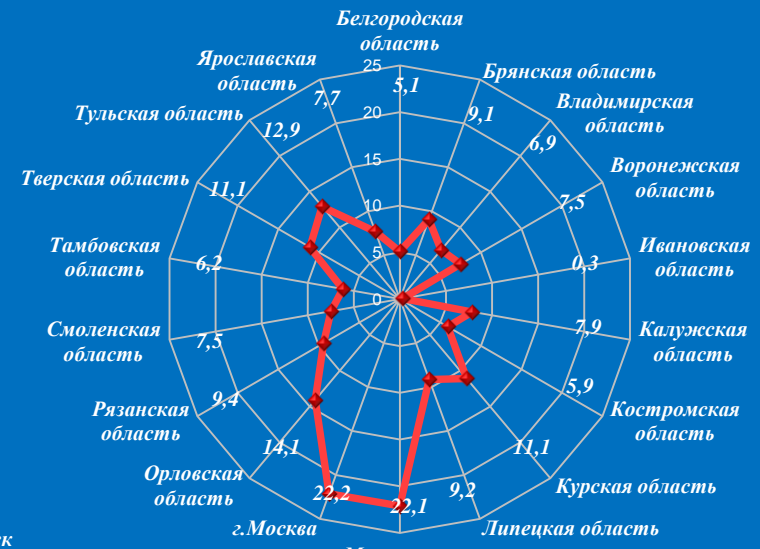 Белгородская
область
25
5,1
Брянская область
9,1
Владимирская
область
6,9
Воронежская
область
7,5
Ивановская
область
0,3
Калужская
область
7,9
Костромская
область
5,9
Курская область
11,1
Липецкая область
9,2
22,1
г.Москва
22,2
Орловская
область
14,1
Рязанская
область
9,4
Смоленская
область
7,5
Тамбовская
область
6,2
Тверская область
11,1
Тульская область
12,9
Ярославская
область
7,7
20
15
10
5
0